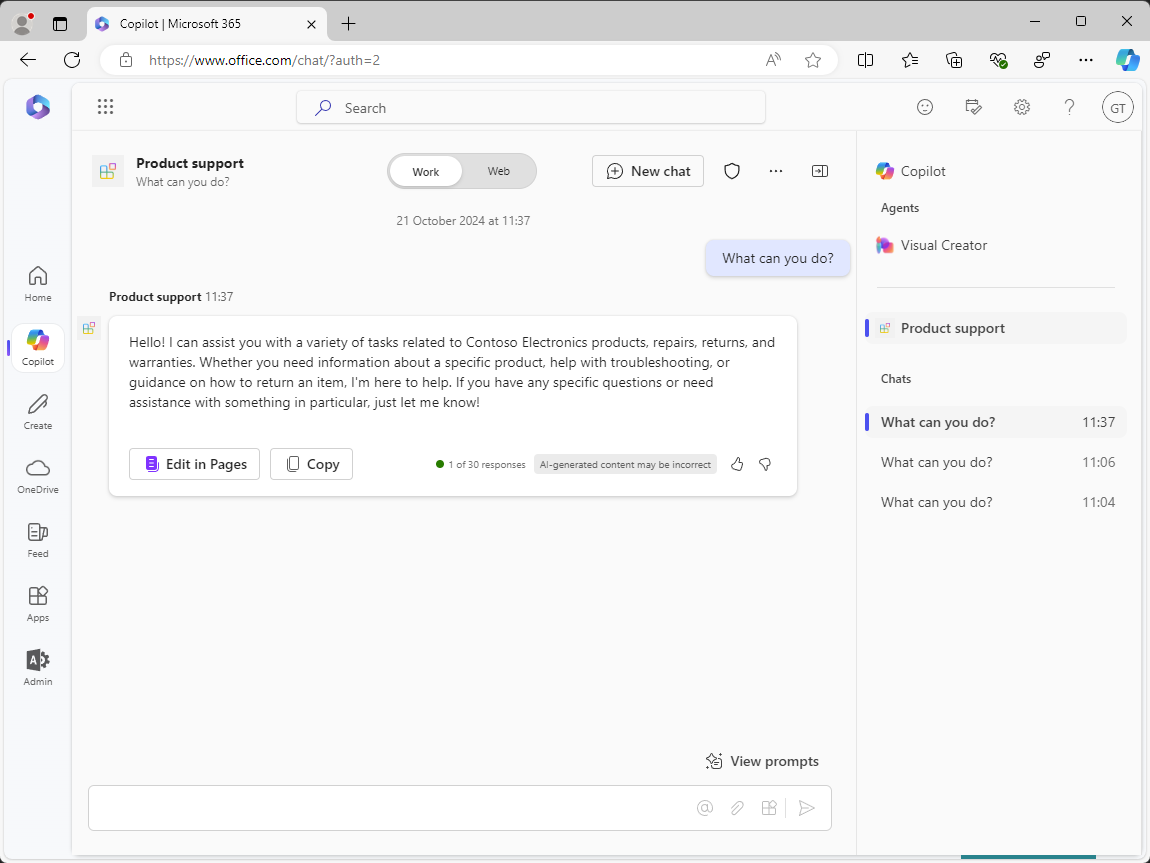 Copilot | Microsoft 365
https://www.office.com/chat/?auth=2
Search
GT
Home
Copilot
Create
OneDrive
Feed
Apps
Admin
Product support
What can you do?
Work
Web
New chat
21 October 2024 at 11:37
What can you do?
Product support 11:37
Hello! I can assist you with a variety of tasks related to Contoso Electronics products, repairs, returns, and
warranties. Whether you need information about a specific product, help with troubleshooting, or
guidance on how to return an item, I'm here to help. If you have any specific questions or need
assistance with something in particular, just let me know!
Edit in Pages
Copy
1 of 30 responses
AI-generated content may be incorrect
View prompts
Copilot
Agents
Visual Creator
Product support
Chats
What can you do? 11:37
What can you do? 11:06
What can you do? 11:04